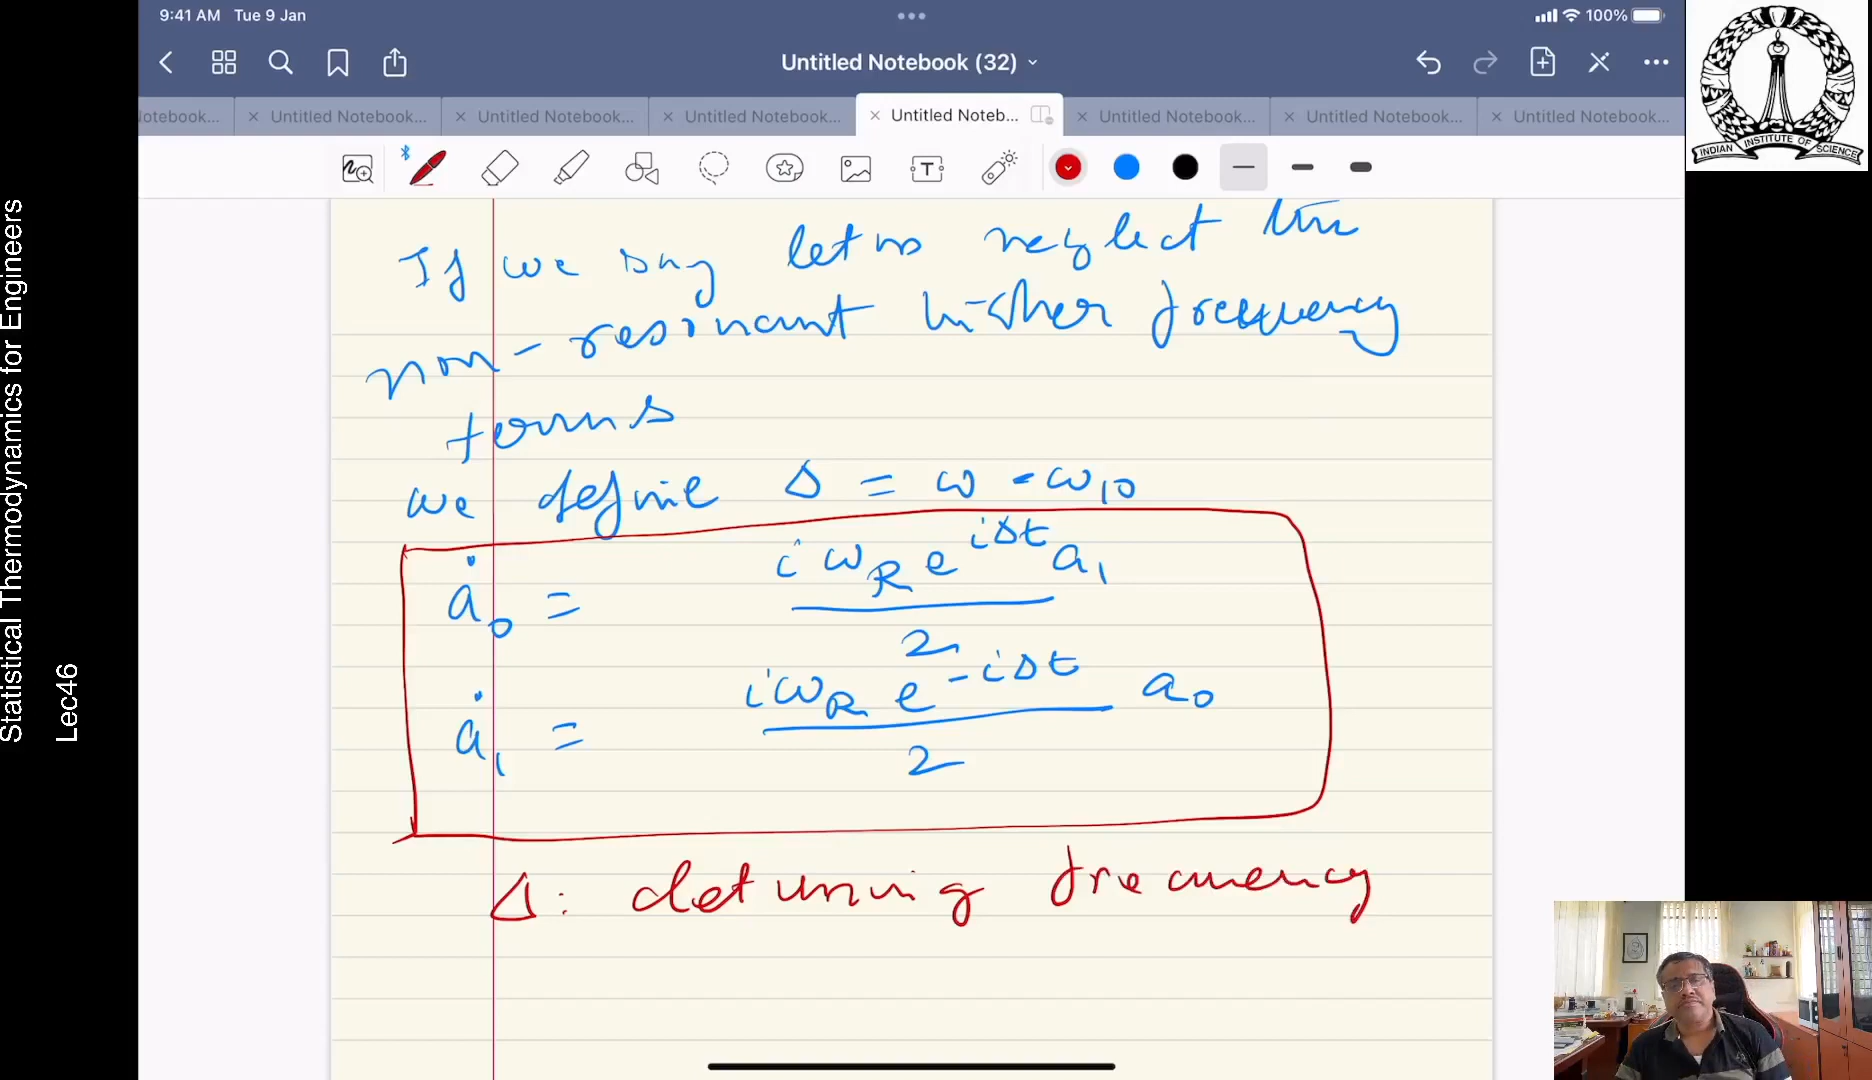 9:41 AM Tue 9 Jan
100%
Untitled Notebook (32)
otebook...
Untitled Notebook...
Untitled Notebook...
Untitled Notebook...
Untitled Noteb...
Untitled Notebook...
Untitled Notebook...
Untitled Notebook...
INDIAN INSTITUTE OF SCIENCE
Statistical Thermodynamics for Engineers
Lec46
If we say let us neglect the
non-resonant higher frequency
terms
we define Δ = ω - ω₁₀
ȧ₀ = iω_R e^{iΔt} a₁ / 2
ȧ₁ = iω_R e^{-iΔt} / 2 a₀
Δ: detuning frequency